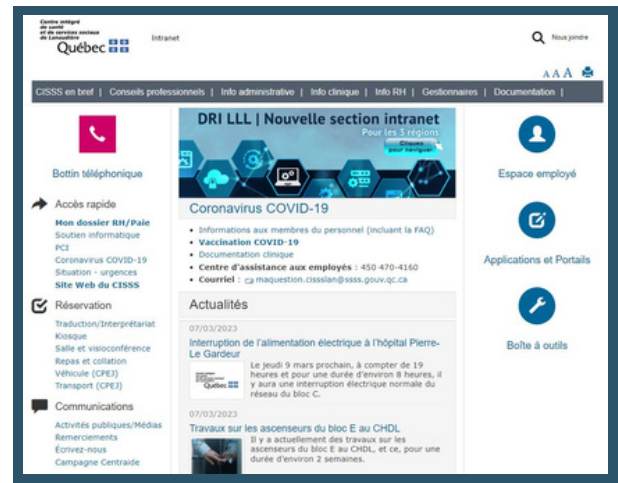 Centre intégré
de santé
et de services sociaux
de Lanaudière
Québec
Intranet
Nous joindre
A A A
CISSS en bref | Conseils professionnels | Info administrative | Info clinique | Info RH | Gestionnaires | Documentation |
Bottin téléphonique
Accès rapide
Mon dossier RH/Paie
Soutien informatique
PCI
Coronavirus COVID-19
Situation - urgences
Site Web du CISSS
Réservation
Traduction/Interprétariat
Kiosque
Salle et visioconférence
Repas et collation
Véhicule (CPEJ)
Transport (CPEJ)
Communications
Activités publiques/Médias
Remerciements
Écrivez-nous
Campagne Centraide
DRI LLL | Nouvelle section intranet
Pour les 3 régions
Cliquez
pour naviguer
Coronavirus COVID-19
• Informations aux membres du personnel (incluant la FAQ)
• Vaccination COVID-19
• Documentation clinique
• Centre d'assistance aux employés : 450 470-4160
• Courriel : maquestion.cissslan@ssss.gouv.qc.ca
Actualités
07/03/2023
Interruption de l'alimentation électrique à l'hôpital Pierre-
Le Gardeur
Québec
Le jeudi 9 mars prochain, à compter de 19
heures et pour une durée d'environ 8 heures, il
y aura une interruption électrique normale du
réseau du bloc C.
07/03/2023
Travaux sur les ascenseurs du bloc E au CHDL
Il y a actuellement des travaux sur les
ascenseurs du bloc E au CHDL, et ce, pour une
durée d'environ 2 semaines.
Espace employé
Applications et Portails
Boîte à outils